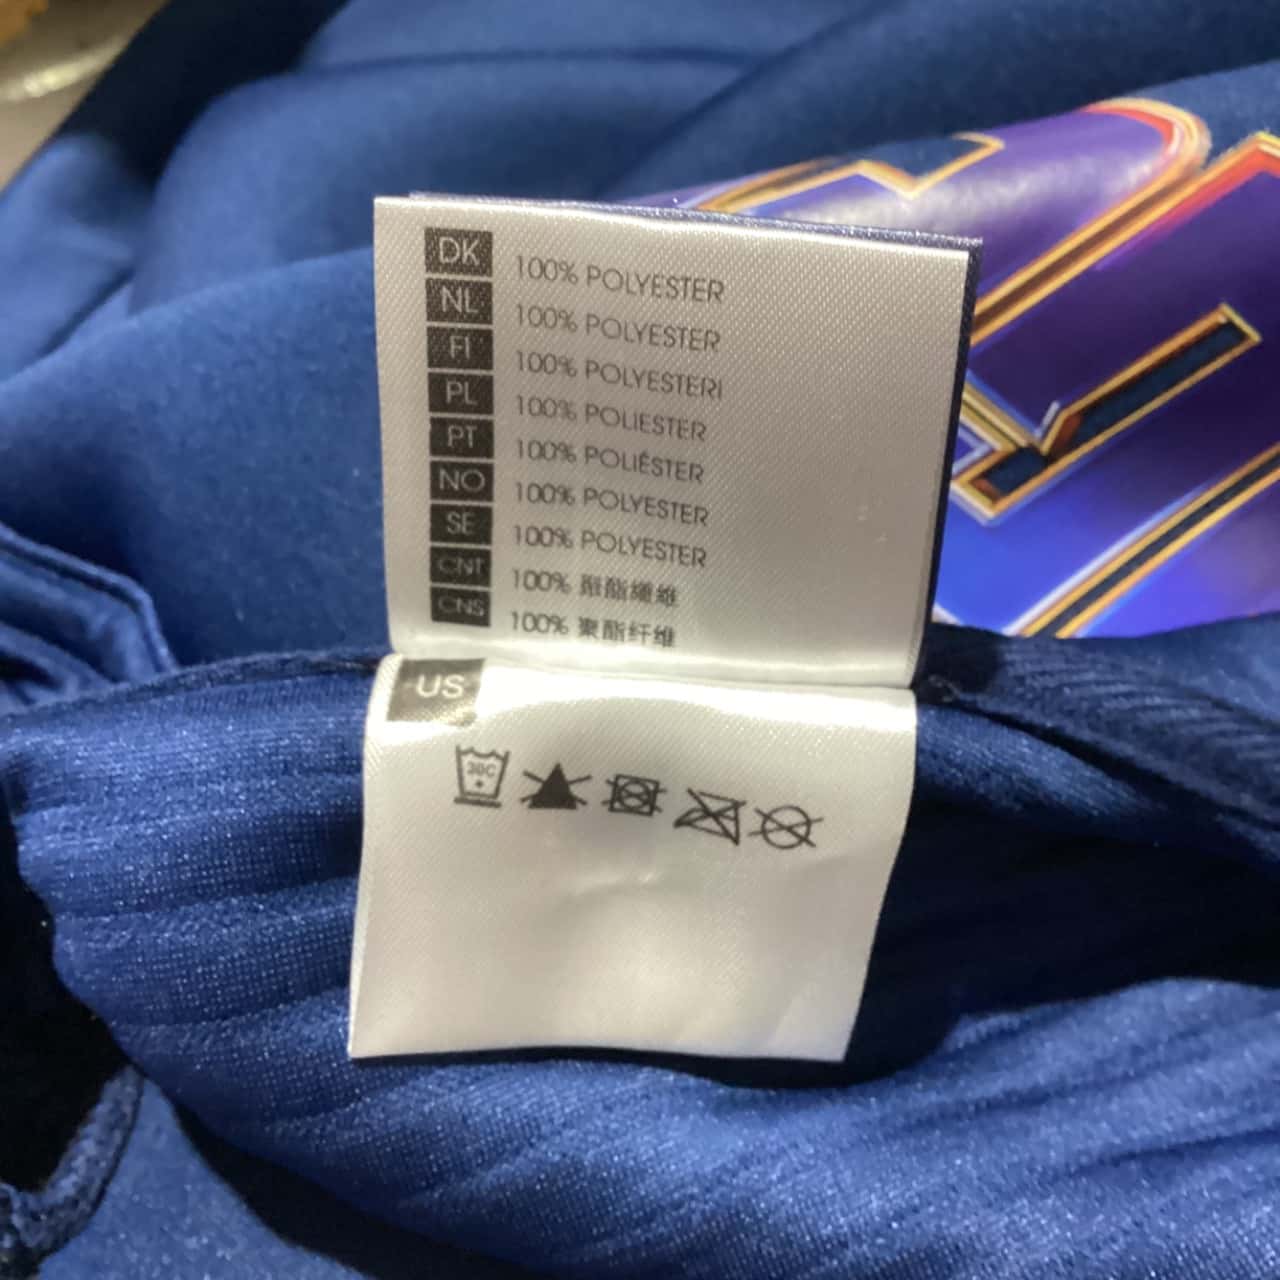 DK 100% POLYESTER
NL 100% POLYESTER
FI 100% POLYESTERI
PL 100% POLIESTER
PT 100% POLIÉSTER
NO 100% POLYESTER
SE 100% POLYESTER
CNT 100% 聚酯纖維
CNS 100% 聚酯纤维
US
30C